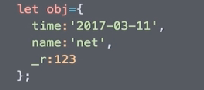 let obj={
time:'2017-03-11',
name:'net',
_r:123
};